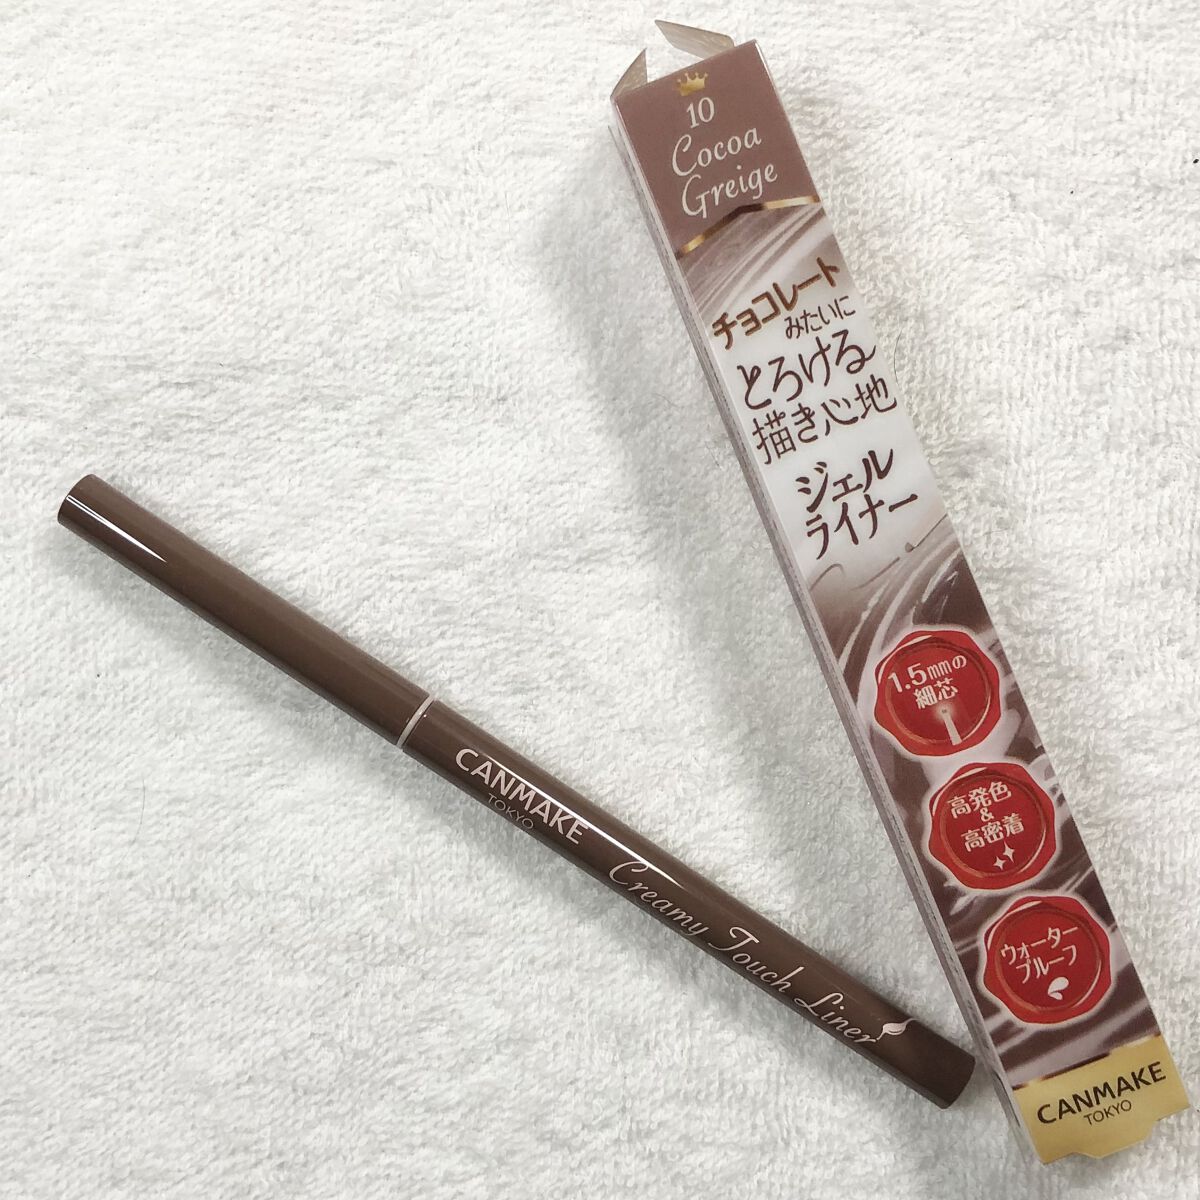 10
Cocoa
Greige
チョコレート
みたいに
とろける
描き心地
ジェル
ライナー
1.5mmの
細芯
高発色
&
高密着
ウォーター
プルーフ
CANMAKE
TOKYO
CANMAKE
TOKYO
Creamy Touch Liner